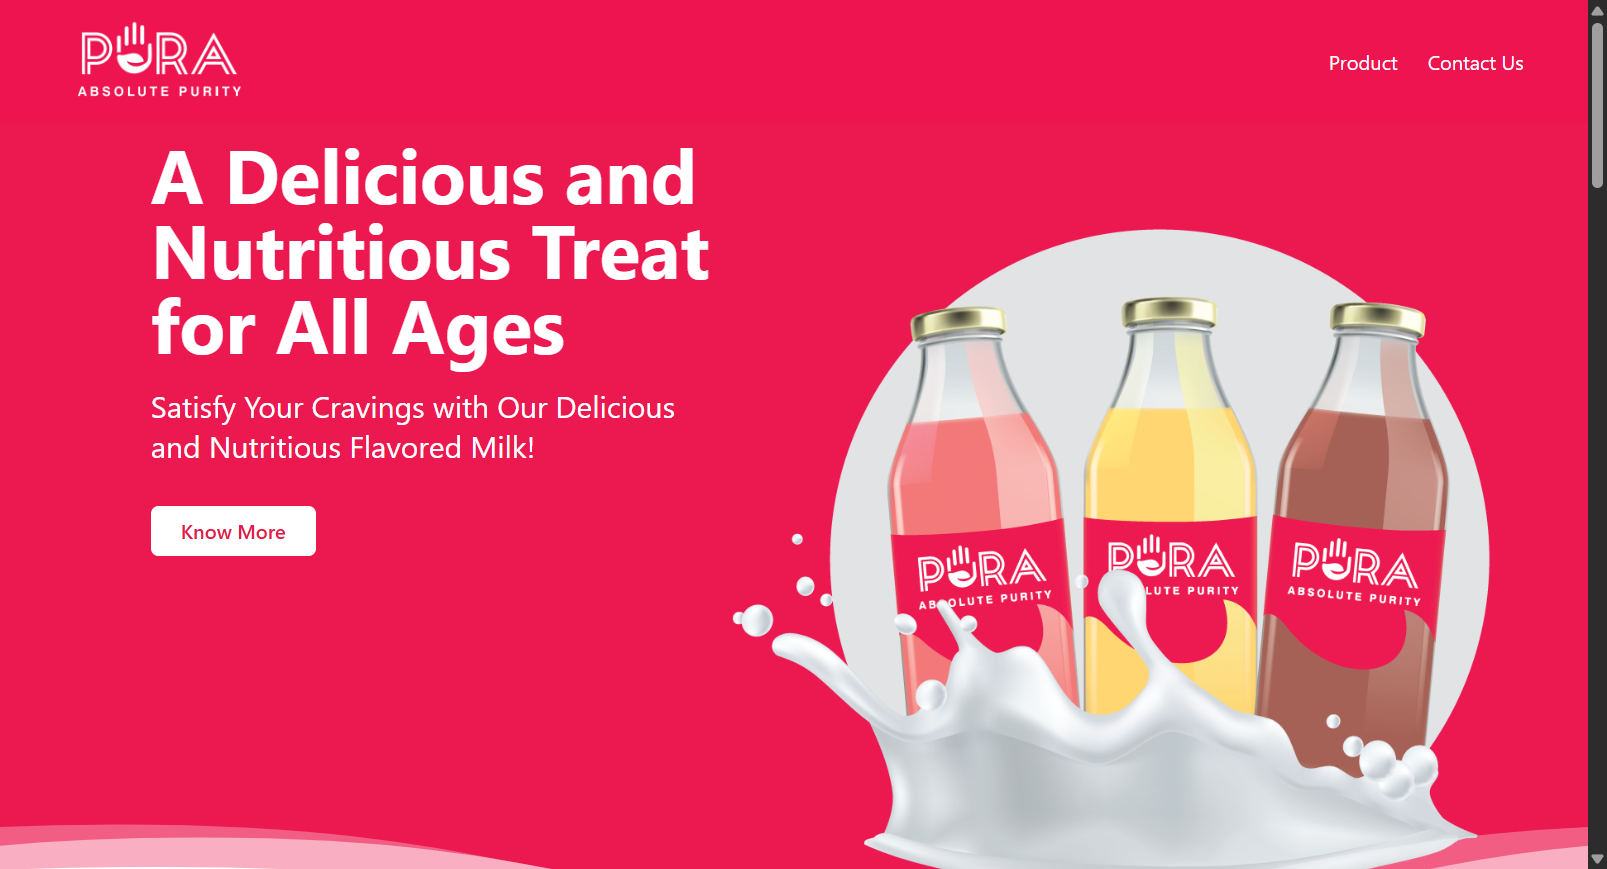 PURA
ABSOLUTE PURITY
Product
Contact Us
A Delicious and
Nutritious Treat
for All Ages
Satisfy Your Cravings with Our Delicious
and Nutritious Flavored Milk!
Know More
PURA
ABSOLUTE PURITY
PURA
LUTE PURITY
PURA
ABSOLUTE PURITY